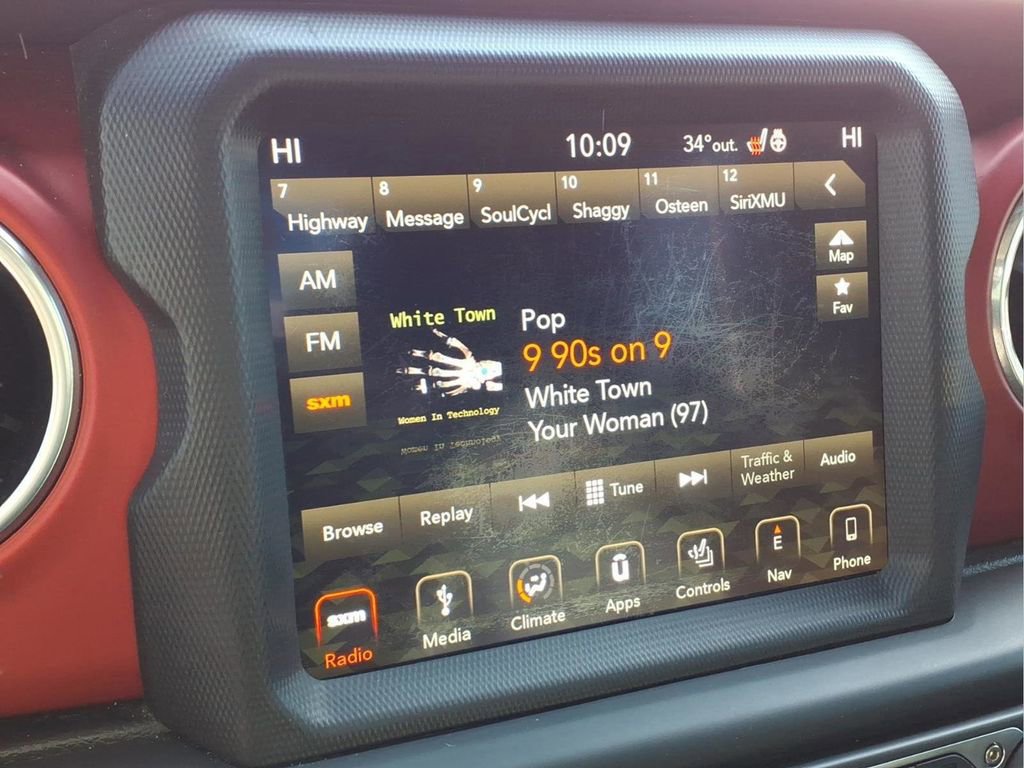 HI 10:09 34°out. HI
7 Highway 8 Message 9 SoulCycl 10 Shaggy 11 Osteen 12 SiriXMU
Map
Fav
AM
FM
sxm
White Town
Women In Technology
Pop
9 90s on 9
White Town
Your Woman (97)
Browse Replay Tune Traffic & Weather Audio
sxm
Radio Media Climate Apps Controls Nav Phone
E